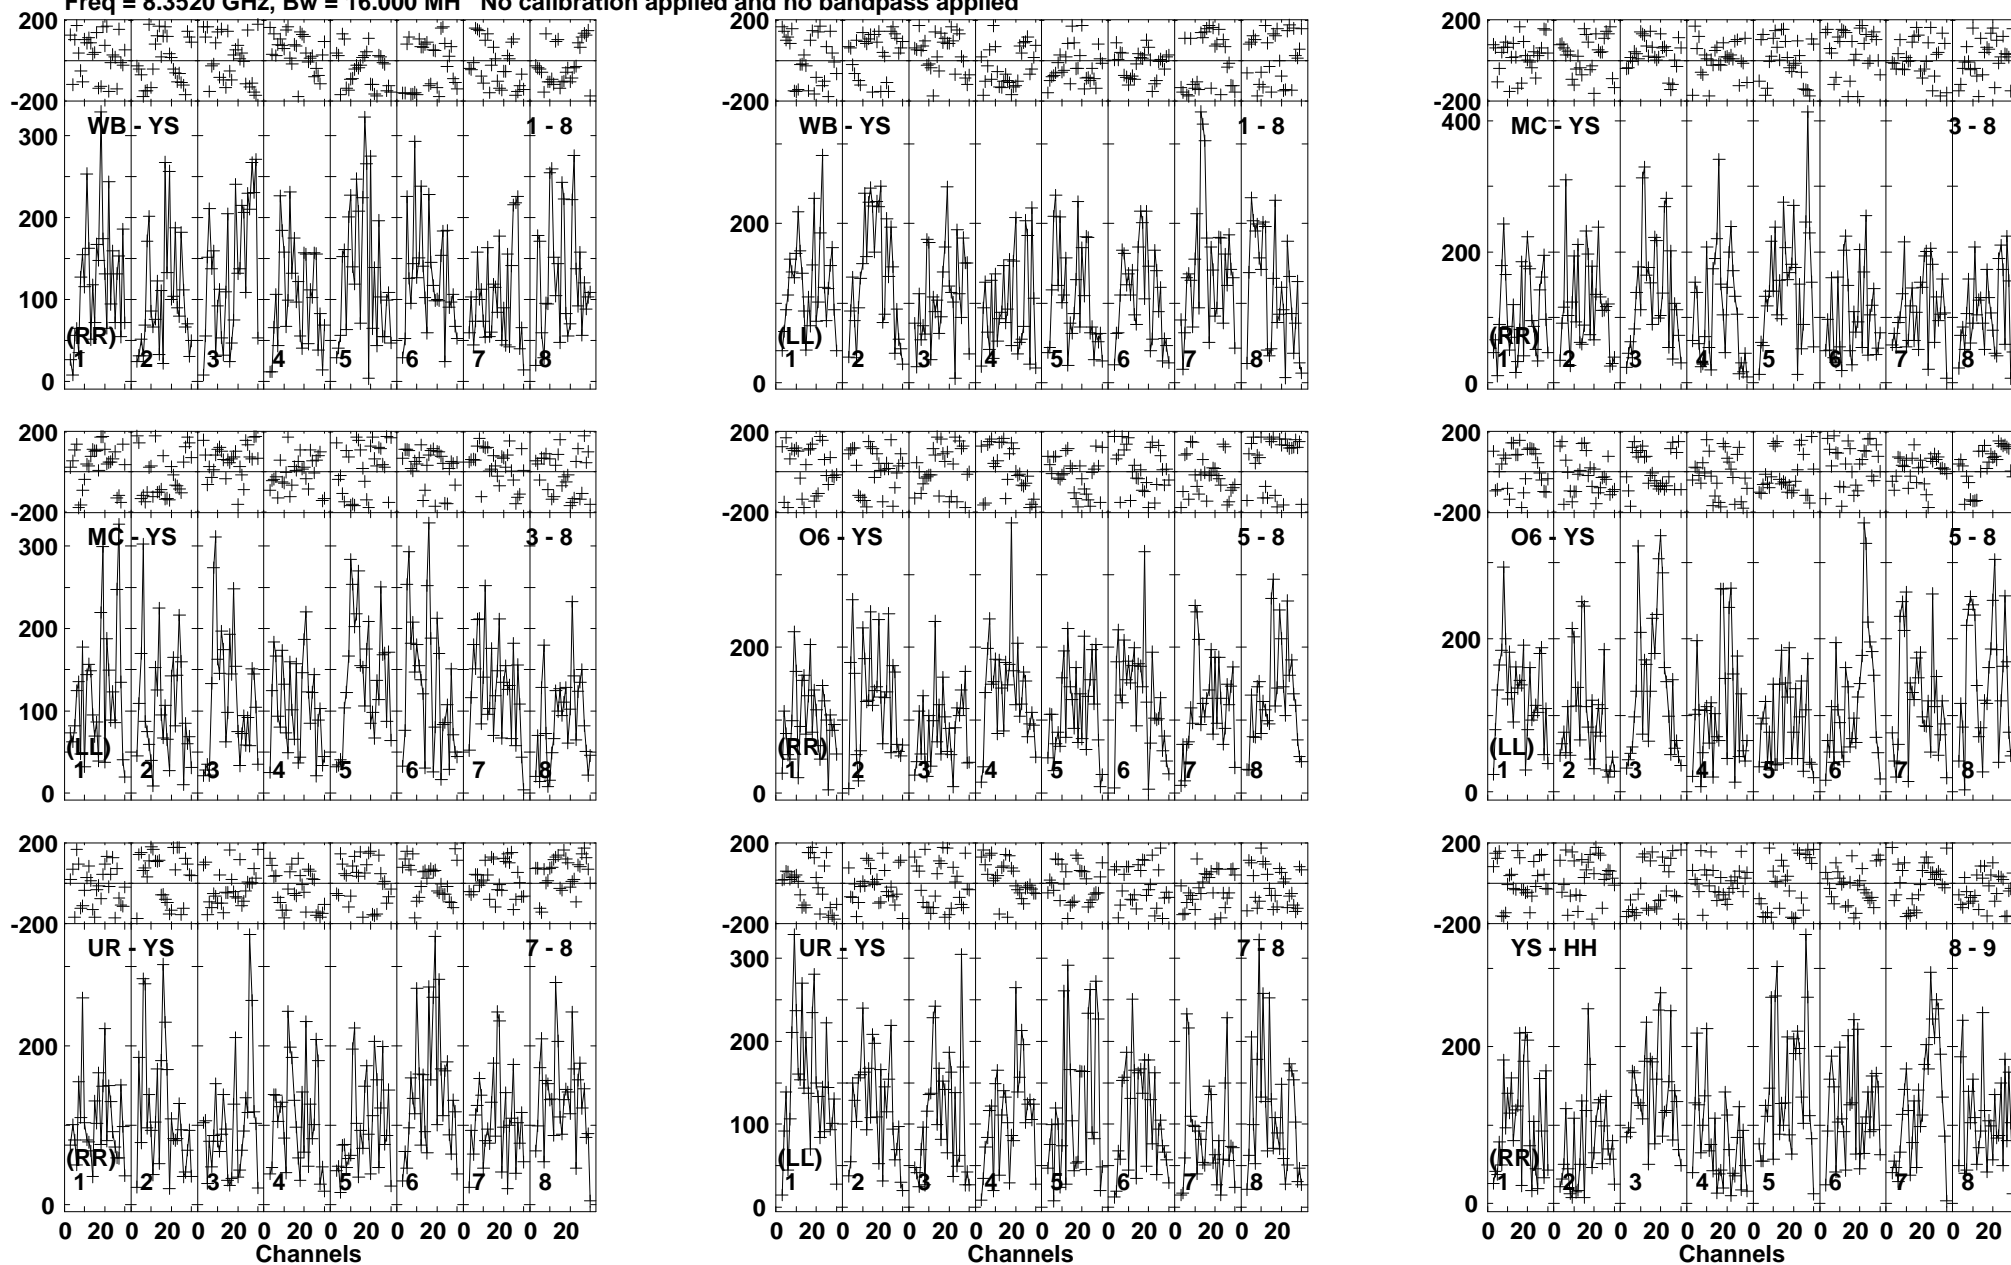 Freq = 8.3520 GHz, Bw = 16.000 MH No calibration applied and no bandpass applied
200 200 200
-200 -200 -200
WB - YS 1 - 8 WB - YS 1 - 8 MC - YS 3 - 8
300 400
200 200 200
100
(RR) (LL) (RR)
1 2 3 4 5 6 7 8 1 2 3 4 5 6 7 8 1 2 3 4 5 6 7 8
0 0 0
200 200 200
-200 -200 -200
MC - YS 3 - 8 O6 - YS 5 - 8 O6 - YS 5 - 8
300
200 200 200
100
(LL) (RR) (LL)
1 2 3 4 5 6 7 8 1 2 3 4 5 6 7 8 1 2 3 4 5 6 7 8
0 0 0
200 200 200
-200 -200 -200
UR - YS 7 - 8 UR - YS 7 - 8 YS - HH 8 - 9
300
200 200 200
100
(RR) (LL) (RR)
1 2 3 4 5 6 7 8 1 2 3 4 5 6 7 8 1 2 3 4 5 6 7 8
0 0 0
0 20 0 20 0 20 0 20 0 20 0 20 0 20 0 20 0 20 0 20 0 20 0 20 0 20 0 20 0 20 0 20 0 20 0 20 0 20 0 20 0 20 0 20 0 20 0 20
Channels Channels Channels